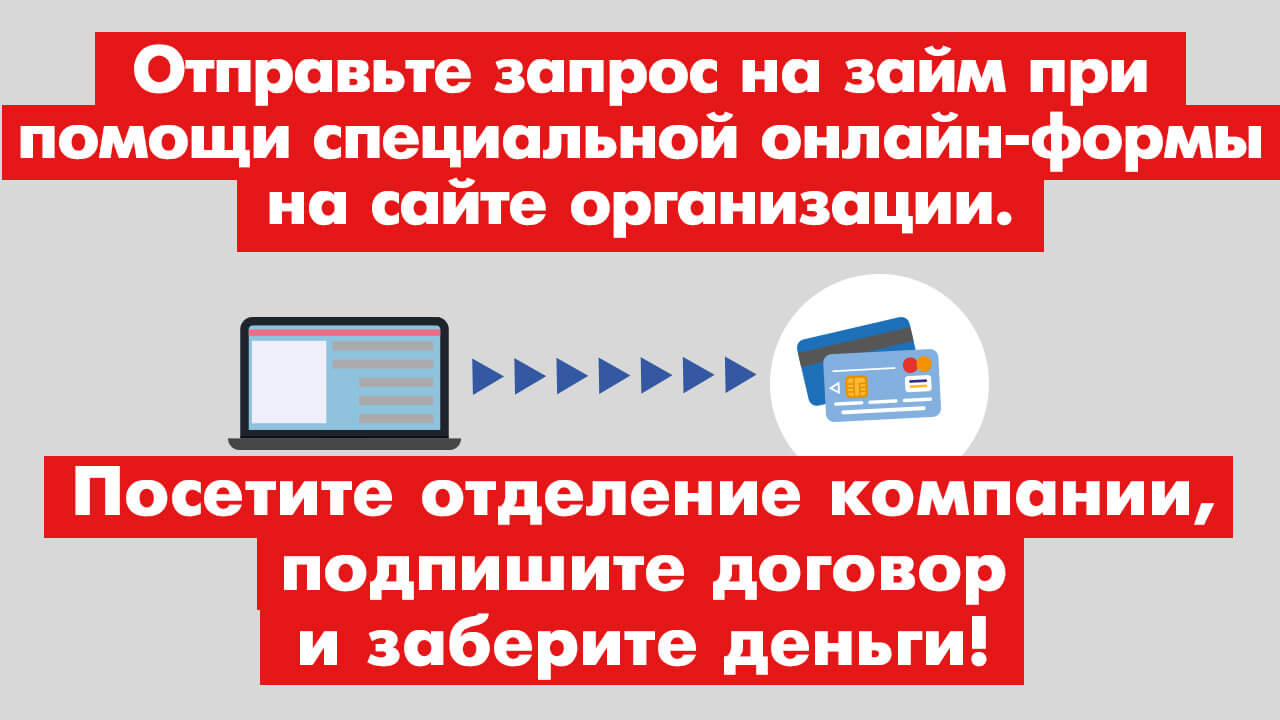 Отправьте запрос на займ при
помощи специальной онлайн-формы
на сайте организации.
Посетите отделение компании,
подпишите договор
и заберите деньги!